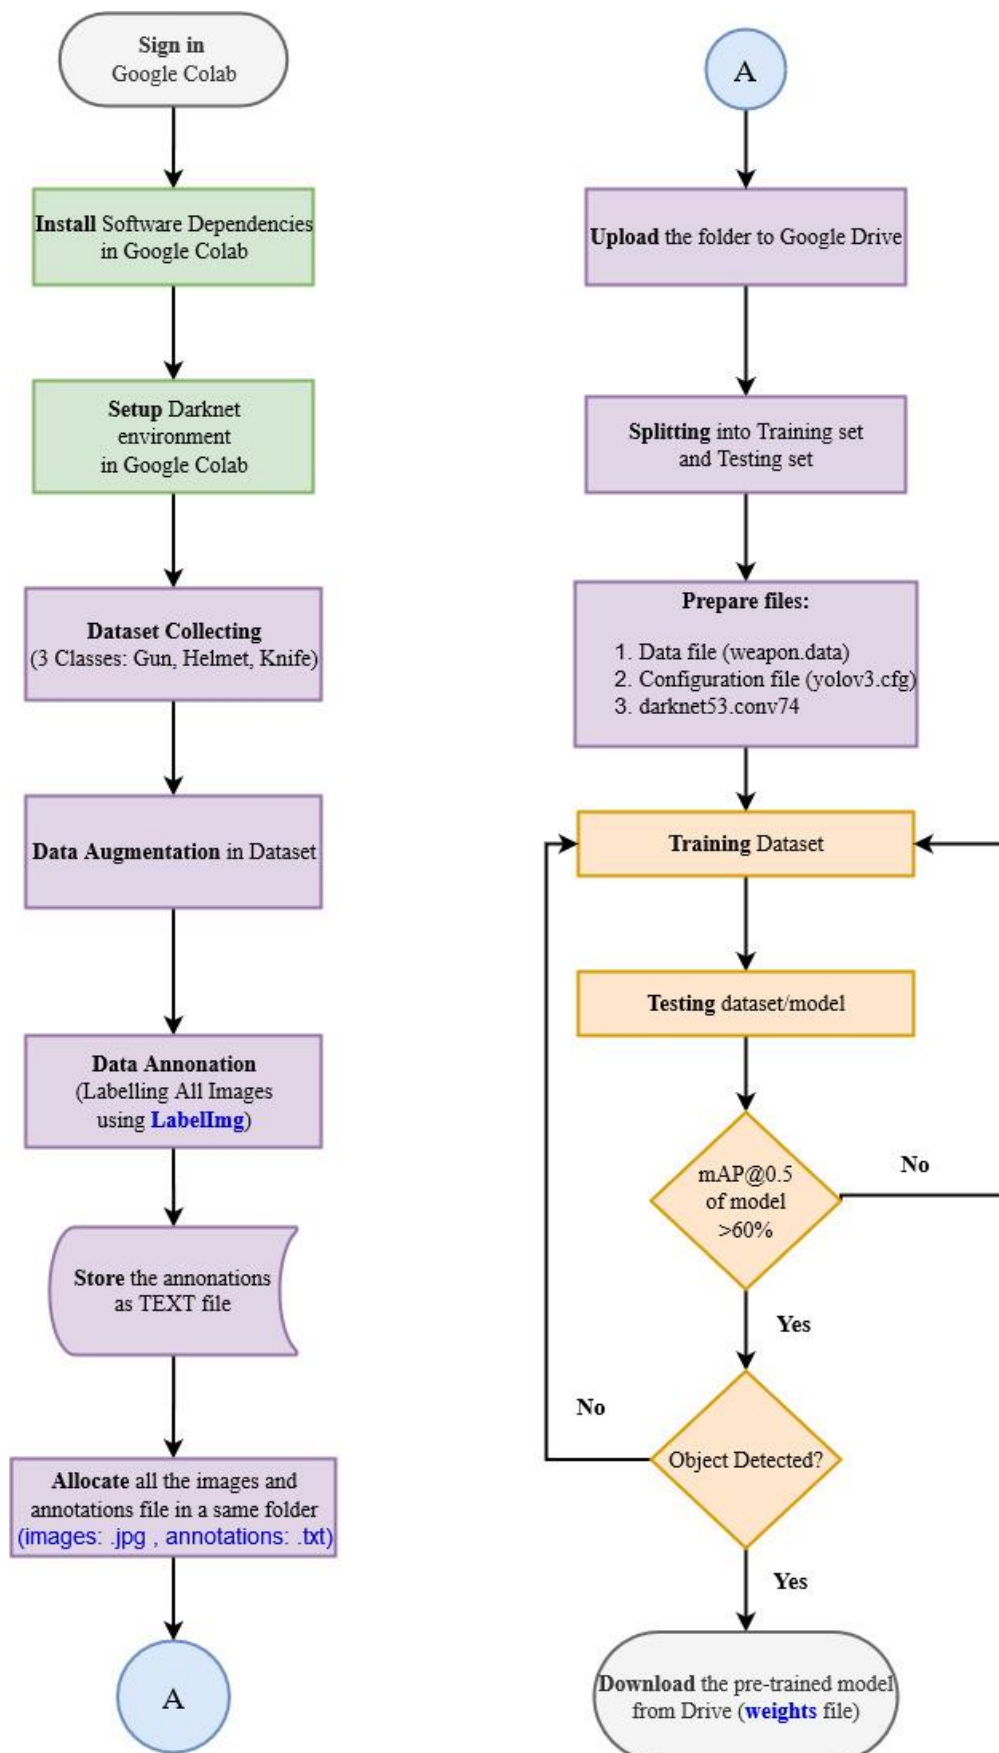 Sign in
Google Colab
Install Software Dependencies
in Google Colab
Setup Darknet
environment
in Google Colab
Dataset Collecting
(3 Classes: Gun, Helmet, Knife)
Data Augmentation in Dataset
Data Annonation
(Labelling All Images
using LabelImg)
Store the annonations
as TEXT file
Allocate all the images and
annotations file in a same folder
(images: .jpg , annotations: .txt)
A
A
Upload the folder to Google Drive
Splitting into Training set
and Testing set
Prepare files:
1. Data file (weapon.data)
2. Configuration file (yolov3.cfg)
3. darknet53.conv74
Training Dataset
Testing dataset/model
mAP@0.5
of model
>60%
No
Yes
No
Object Detected?
Yes
Download the pre-trained model
from Drive (weights file)